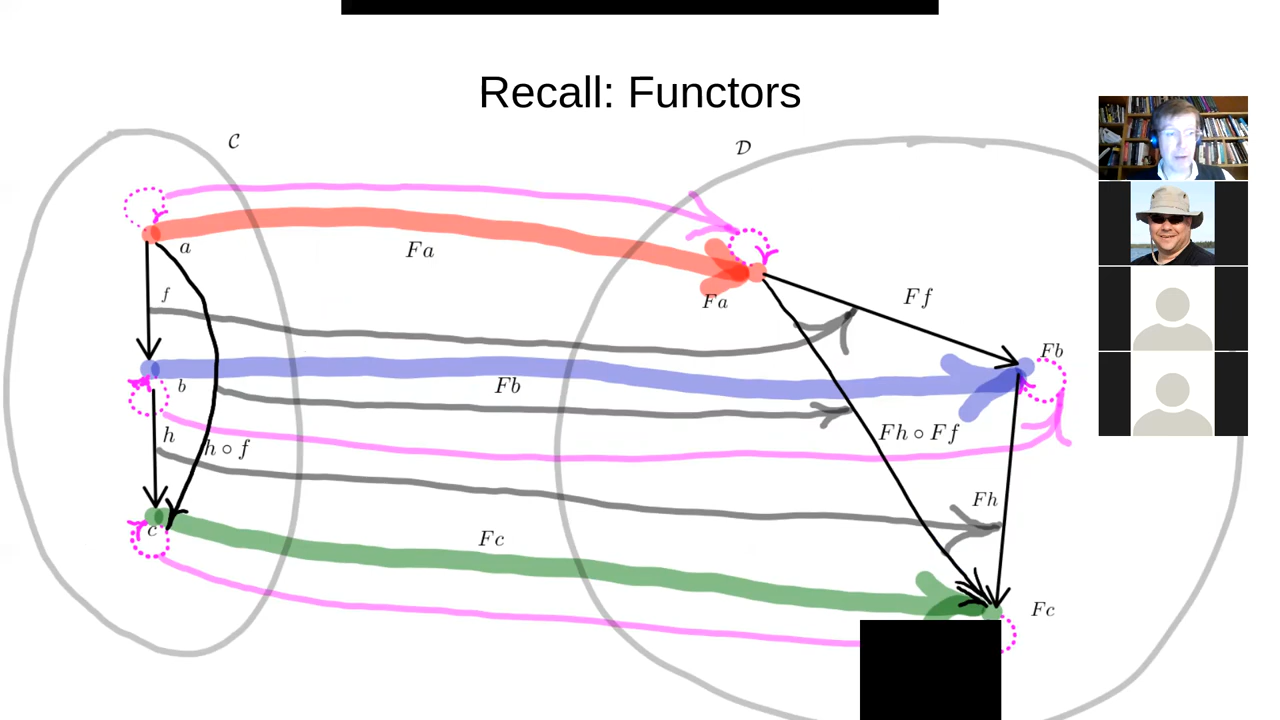 Recall: Functors
𝒞
𝒟
a
Fa
Fa
f
Ff
Fb
b
Fb
h
h ∘ f
Fh ∘ Ff
Fh
c
Fc
Fc